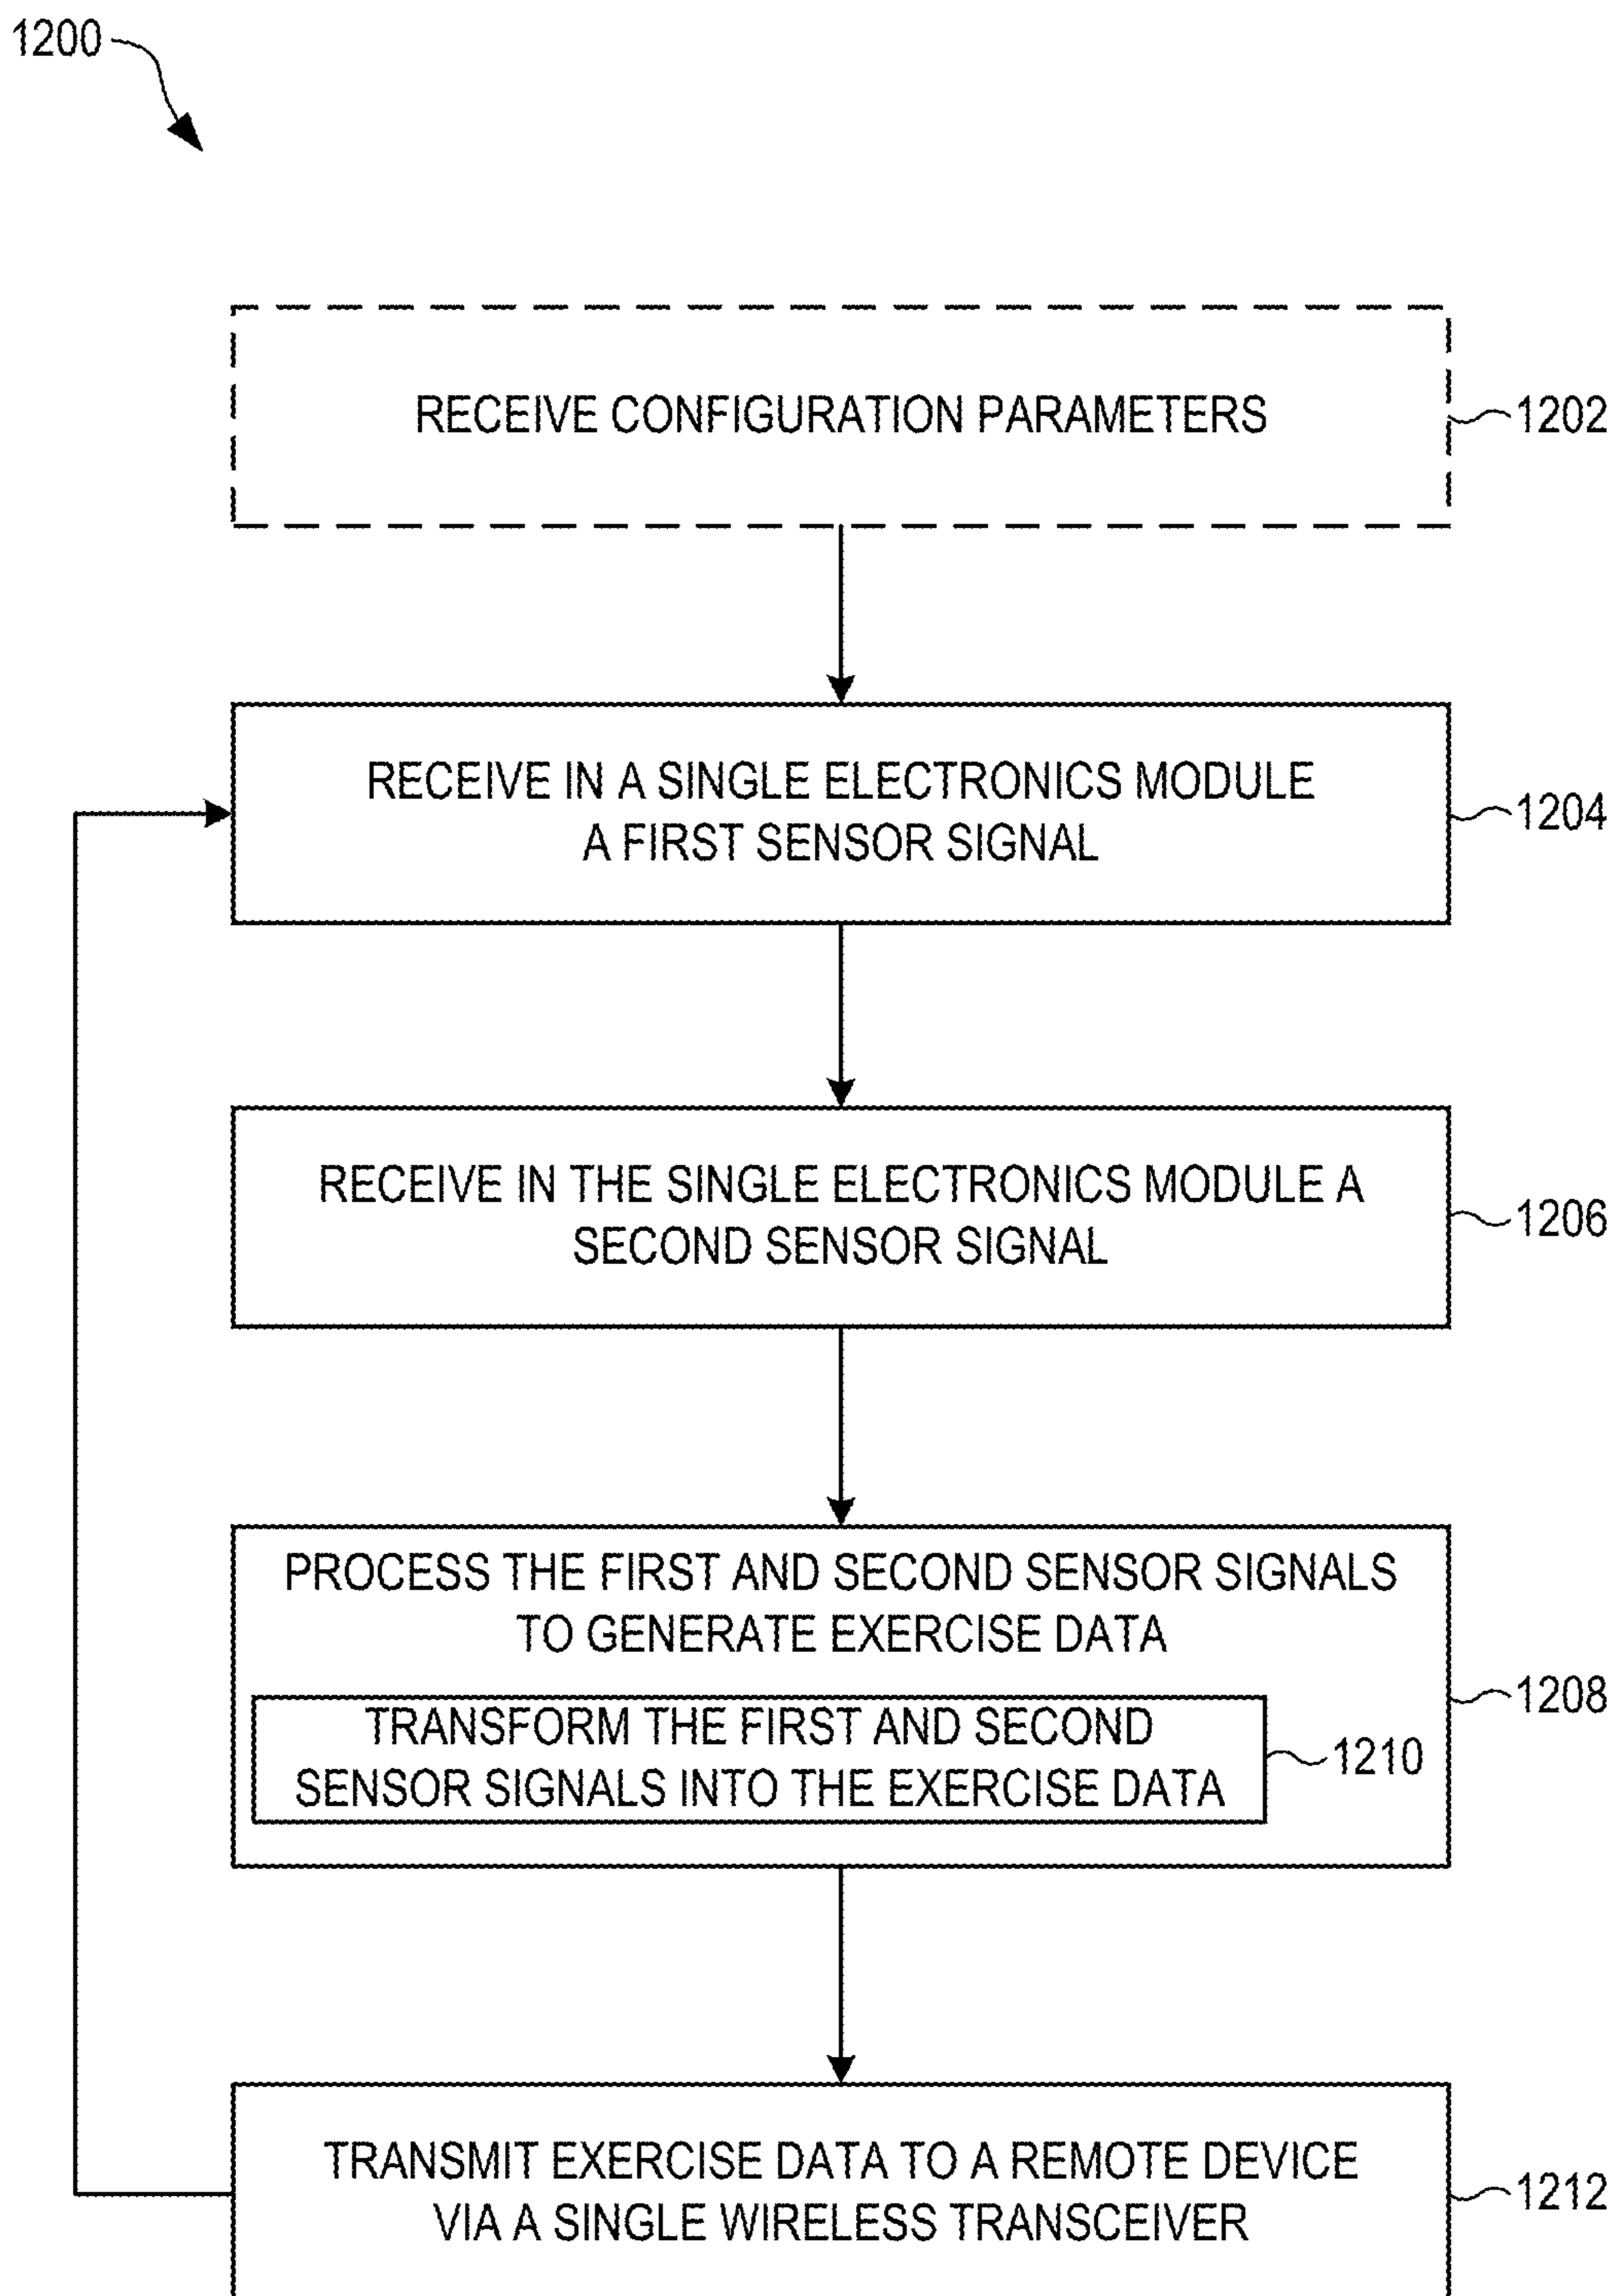 1200
RECEIVE CONFIGURATION PARAMETERS
1202
RECEIVE IN A SINGLE ELECTRONICS MODULE
A FIRST SENSOR SIGNAL
1204
RECEIVE IN THE SINGLE ELECTRONICS MODULE A
SECOND SENSOR SIGNAL
1206
PROCESS THE FIRST AND SECOND SENSOR SIGNALS
TO GENERATE EXERCISE DATA
1208
TRANSFORM THE FIRST AND SECOND
SENSOR SIGNALS INTO THE EXERCISE DATA
1210
TRANSMIT EXERCISE DATA TO A REMOTE DEVICE
VIA A SINGLE WIRELESS TRANSCEIVER
1212